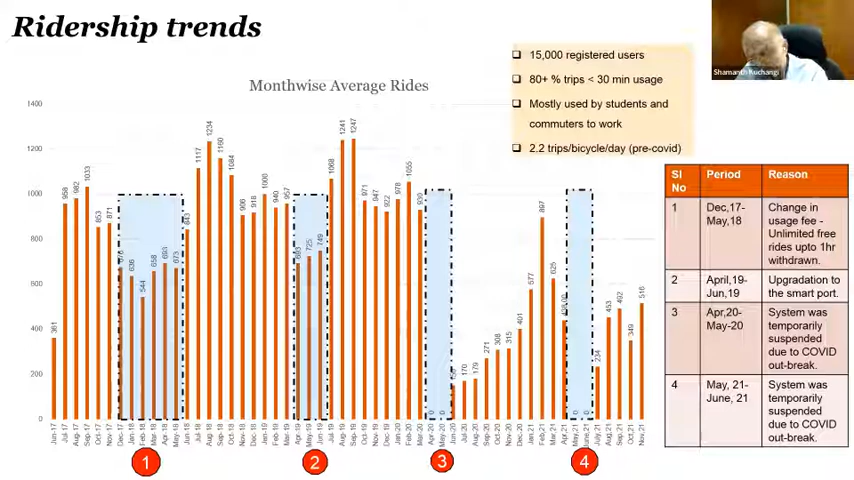 Ridership trends
Shamanth Kuchangi
15,000 registered users
80+ % trips < 30 min usage
Mostly used by students and
commuters to work
2.2 trips/bicycle/day (pre-covid)
Monthwise Average Rides
1400
1200
1000
800
600
400
200
0
361 958 982 1033 853 871 676 636 544 658 693 673 843 1117 1234 1160 1084 906 918 1000 940 957 693 725 749 1068 1241 1247 971 947 922 978 1055 930 0 0 170 179 271 308 315 401 577 897 625 0 0 234 453 492 349 516
Jun-17 Jul-17 Aug-17 Sep-17 Oct-17 Nov-17 Dec-17 Jan-18 Feb-18 Mar-18 Apr-18 May-18 Jun-18 Jul-18 Aug-18 Sep-18 Oct-18 Nov-18 Dec-18 Jan-19 Feb-19 Mar-19 Apr-19 May-19 Jun-19 Jul-19 Aug-19 Sep-19 Oct-19 Nov-19 Dec-19 Jan-20 Feb-20 Mar-20 Apr-20 May-20 Jun-20 Jul-20 Aug-20 Sep-20 Oct-20 Nov-20 Dec-20 Jan,21 Feb,21 Mar,21 Apr,21 May,21 June,21 July,21 Aug,21 Sep,21 Oct,21 Nov,21
1 2 3 4
Sl No Period Reason
1 Dec,17- May,18 Change in
usage fee -
Unlimited free
rides upto 1hr
withdrawn.
2 April,19- Jun,19 Upgradation to
the smart port.
3 Apr,20- May-20 System was
temporarily
suspended
due to COVID
out-break.
4 May, 21- June, 21 System was
temporarily
suspended
due to COVID
out-break.